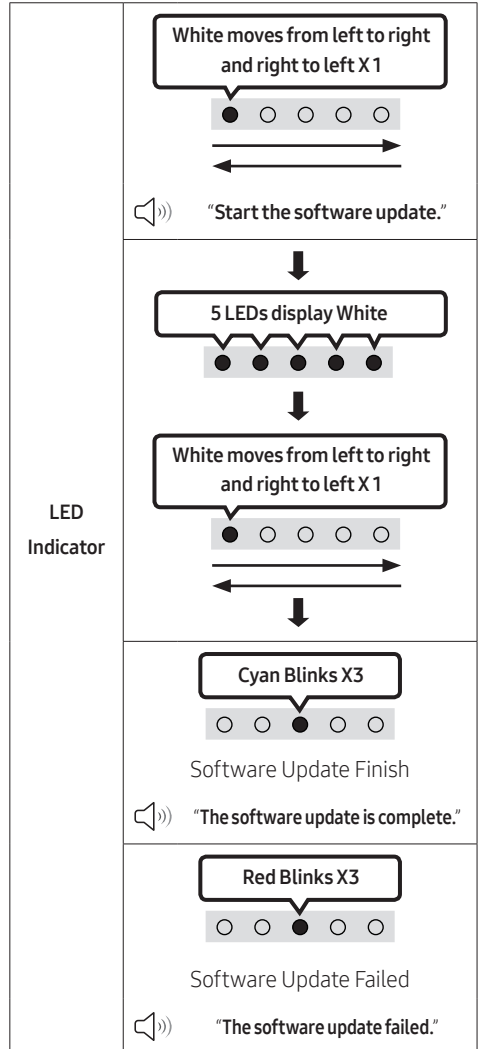 White moves from left to right
and right to left X 1
"Start the software update."
5 LEDs display White
White moves from left to right
and right to left X 1
LED
Indicator
Cyan Blinks X3
Software Update Finish
"The software update is complete."
Red Blinks X3
Software Update Failed
"The software update failed."